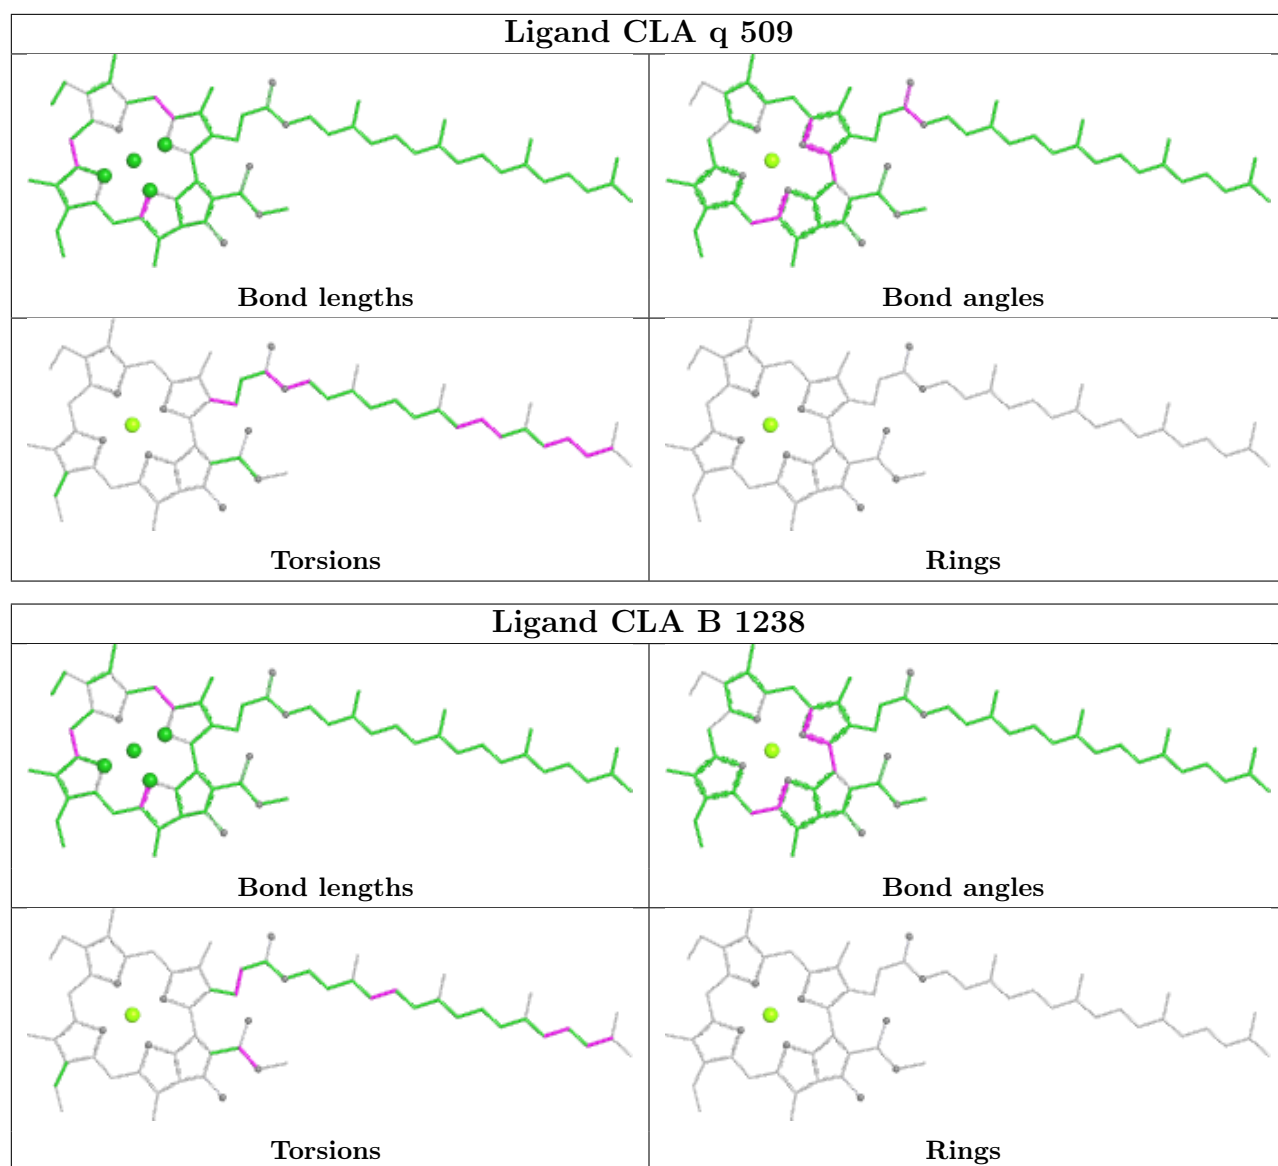 Ligand CLA q 509
Bond lengths
Bond angles
Torsions
Rings
Ligand CLA B 1238
Bond lengths
Bond angles
Torsions
Rings